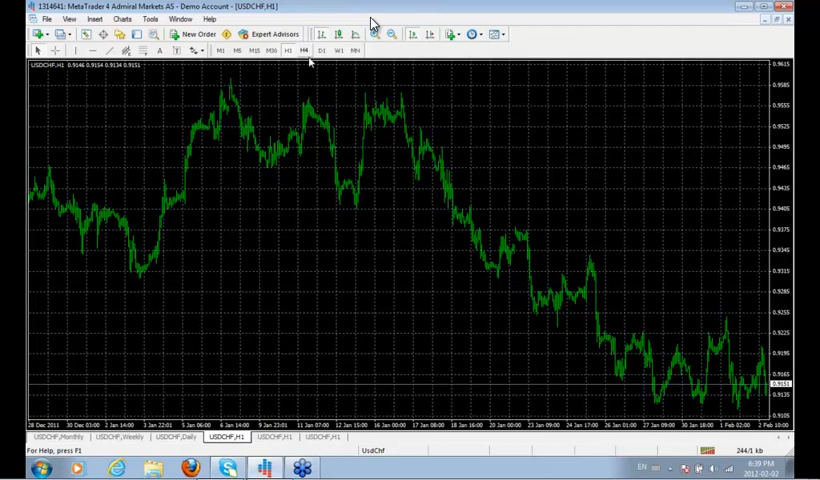 1314641: MetaTrader 4 Admiral Markets AS - Demo Account - [USDCHF,H1]
File View Insert Charts Tools Window Help
New Order Expert Advisors
A T M1 M5 M15 M30 H1 H4 D1 W1 MN
USDCHF,H1 0.9146 0.9154 0.9134 0.9151
0.9615
0.9585
0.9555
0.9525
0.9495
0.9465
0.9435
0.9405
0.9375
0.9345
0.9315
0.9285
0.9255
0.9225
0.9195
0.9165
0.9151
0.9135
0.9105
28 Dec 2011 30 Dec 03:00 2 Jan 14:00 3 Jan 22:01 5 Jan 06:00 6 Jan 14:00 9 Jan 23:01 11 Jan 07:00 12 Jan 15:00 16 Jan 00:00 17 Jan 08:00 18 Jan 16:00 20 Jan 00:00 23 Jan 09:00 24 Jan 17:00 26 Jan 01:00 27 Jan 09:00 30 Jan 18:00 1 Feb 02:00 2 Feb 10:00
USDCHF,Monthly USDCHF,Weekly USDCHF,Daily USDCHF,H1 USDCHF,H1 USDCHF,H1
For Help, press F1 UsdChf 244/1 kb
EN 6:39 PM
2012-02-02